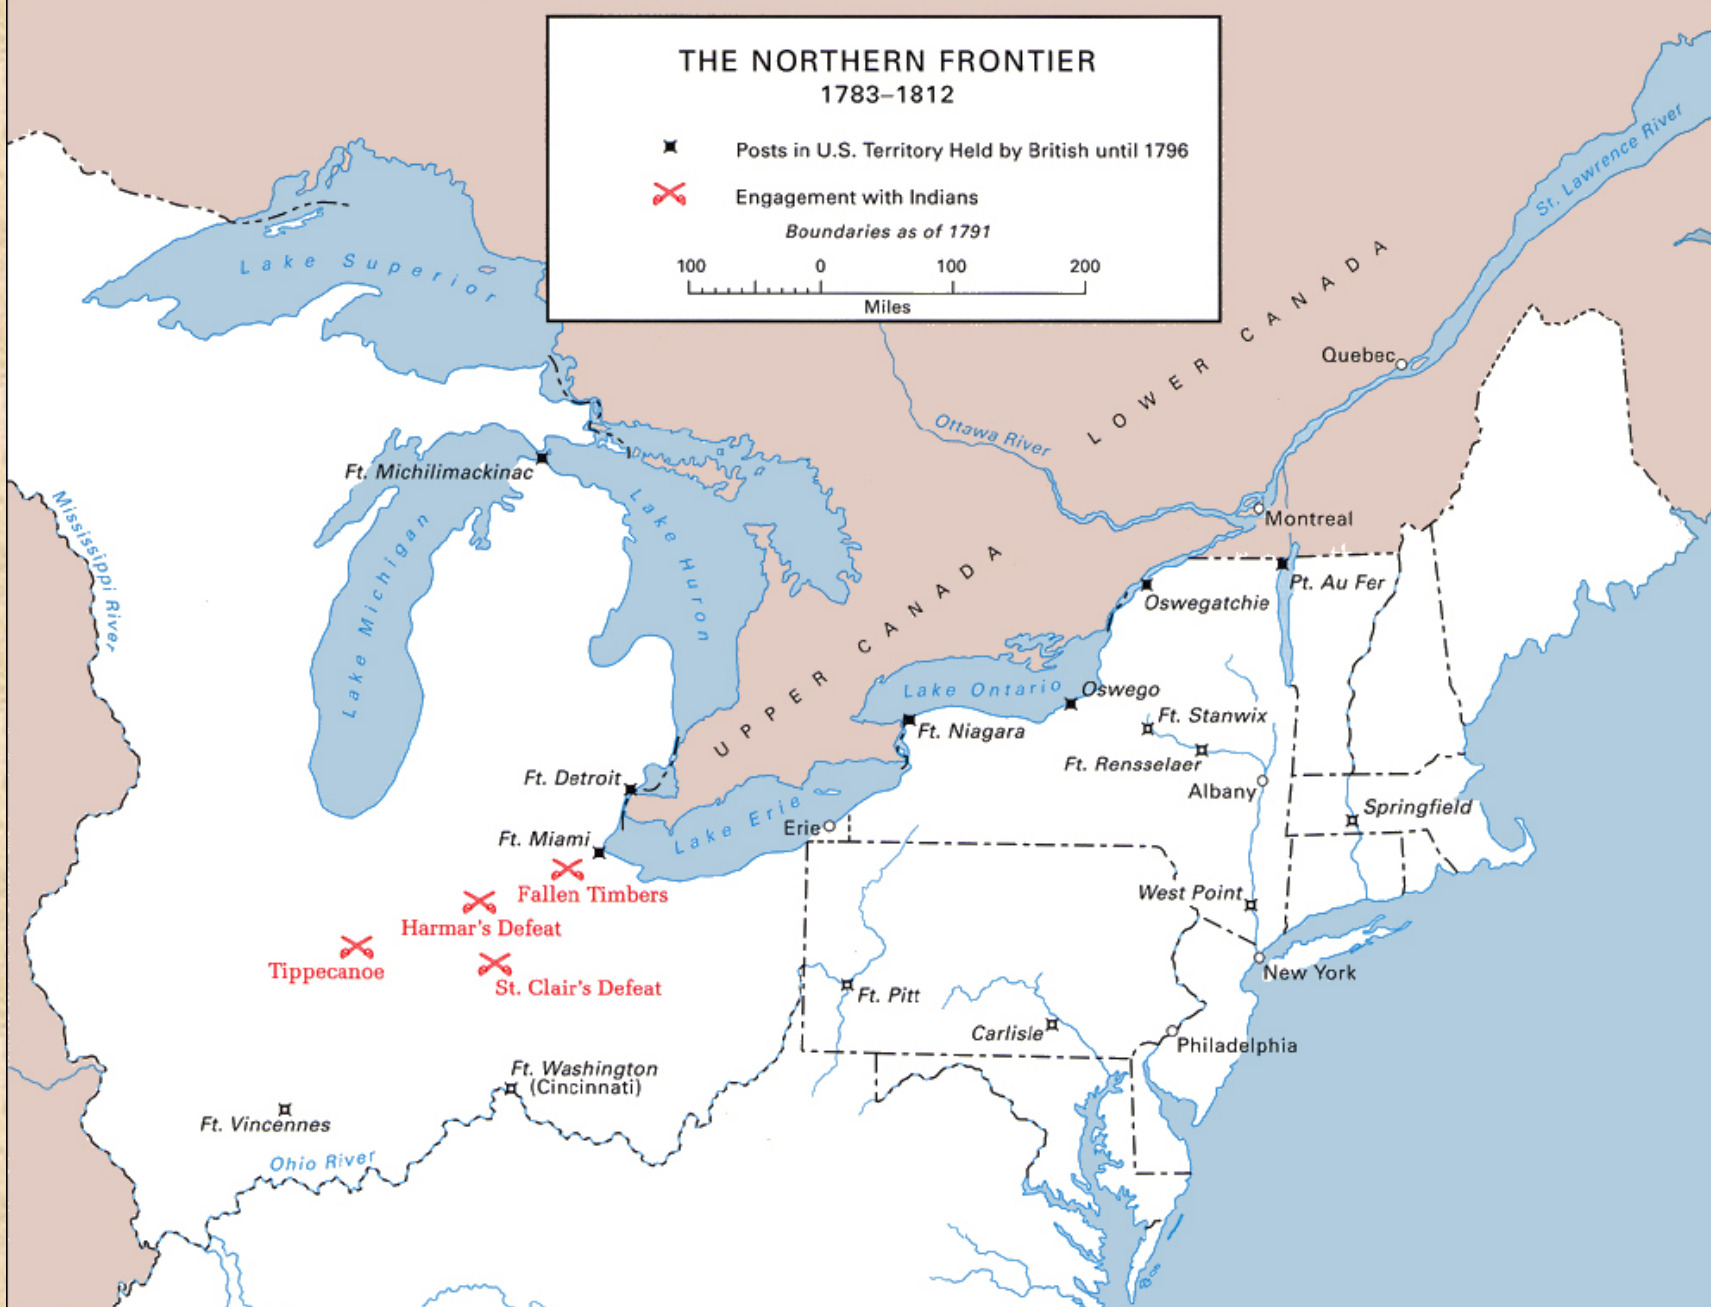 THE NORTHERN FRONTIER
1783–1812
Posts in U.S. Territory Held by British until 1796
Engagement with Indians
Boundaries as of 1791
100 0 100 200
Miles
St. Lawrence River
Lake Superior
LOWER CANADA
Quebec
Ottawa River
Ft. Michilimackinac
Mississippi River
Lake Michigan
Lake Huron
Montreal
UPPER CANADA
Pt. Au Fer
Oswegatchie
Lake Ontario
Oswego
Ft. Niagara
Ft. Stanwix
Ft. Rensselaer
Albany
Springfield
Ft. Detroit
Lake Erie
Erie
Ft. Miami
Fallen Timbers
Harmar's Defeat
Tippecanoe
St. Clair's Defeat
West Point
New York
Ft. Pitt
Carlisle
Philadelphia
Ft. Washington
(Cincinnati)
Ft. Vincennes
Ohio River